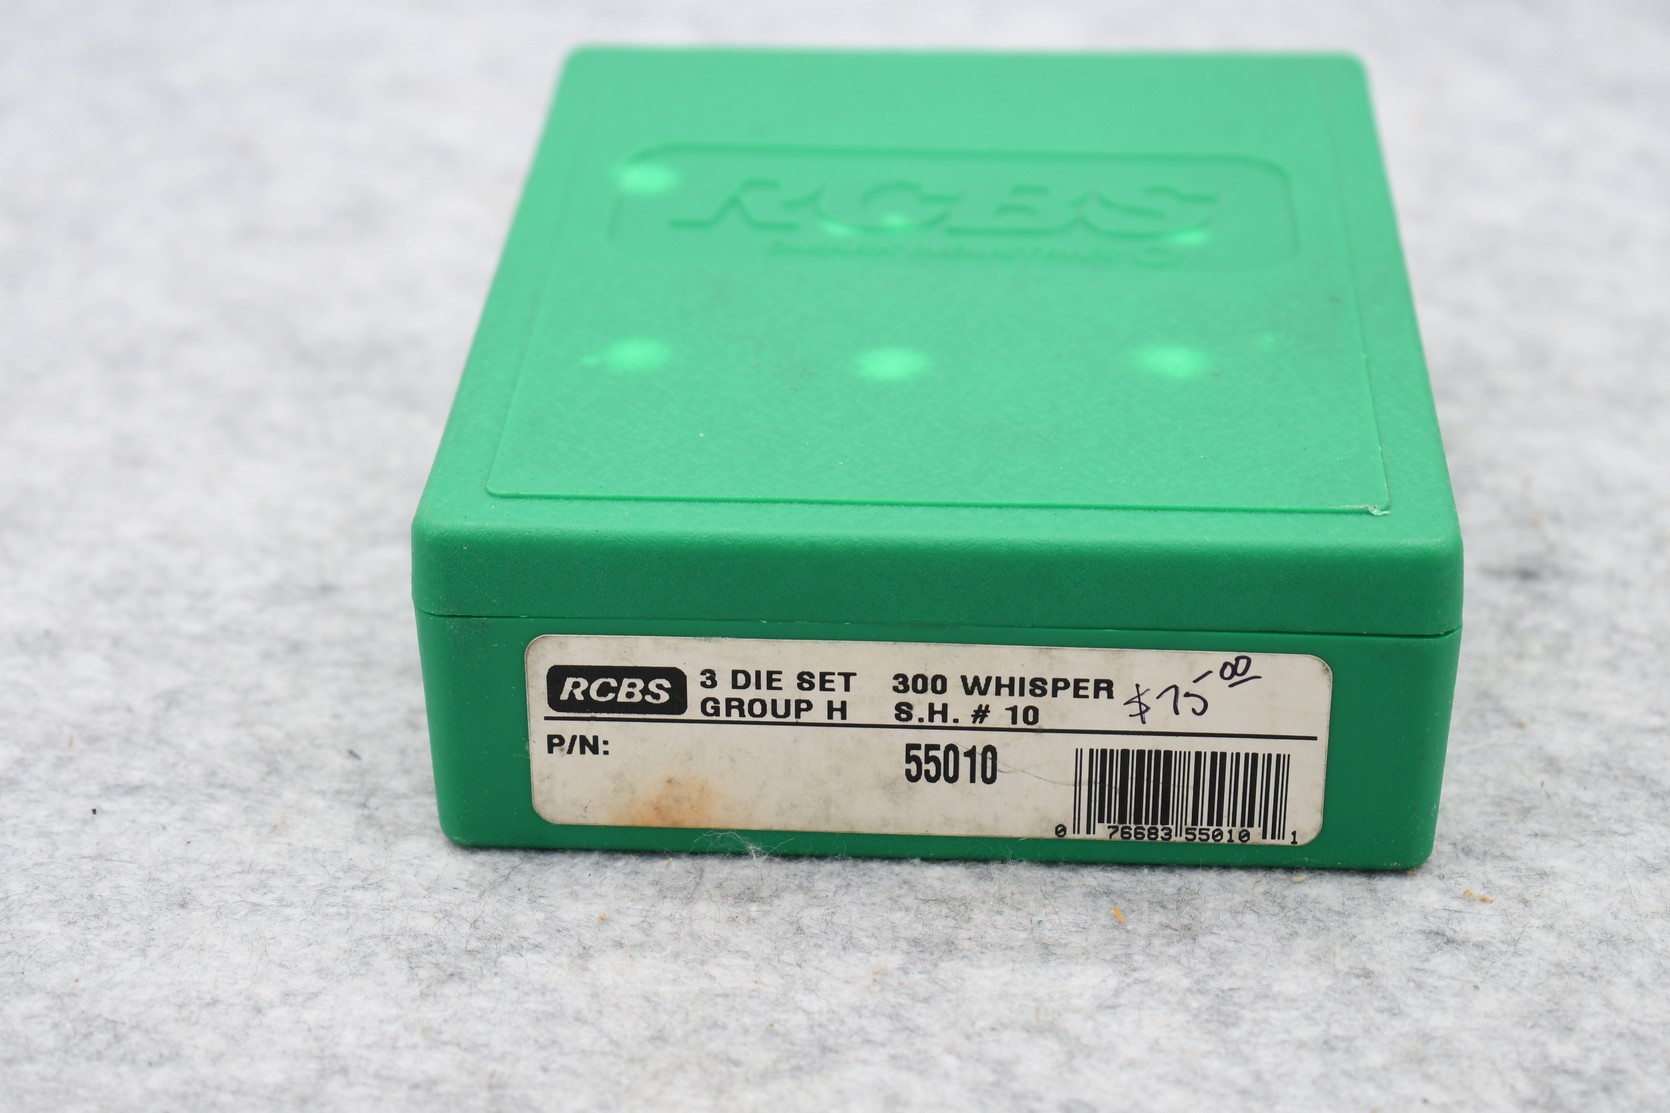 RCBS
RCBS
3 DIE SET 300 WHISPER $75.00
GROUP H S.H. # 10
P/N: 55010
0 76683 55010 1